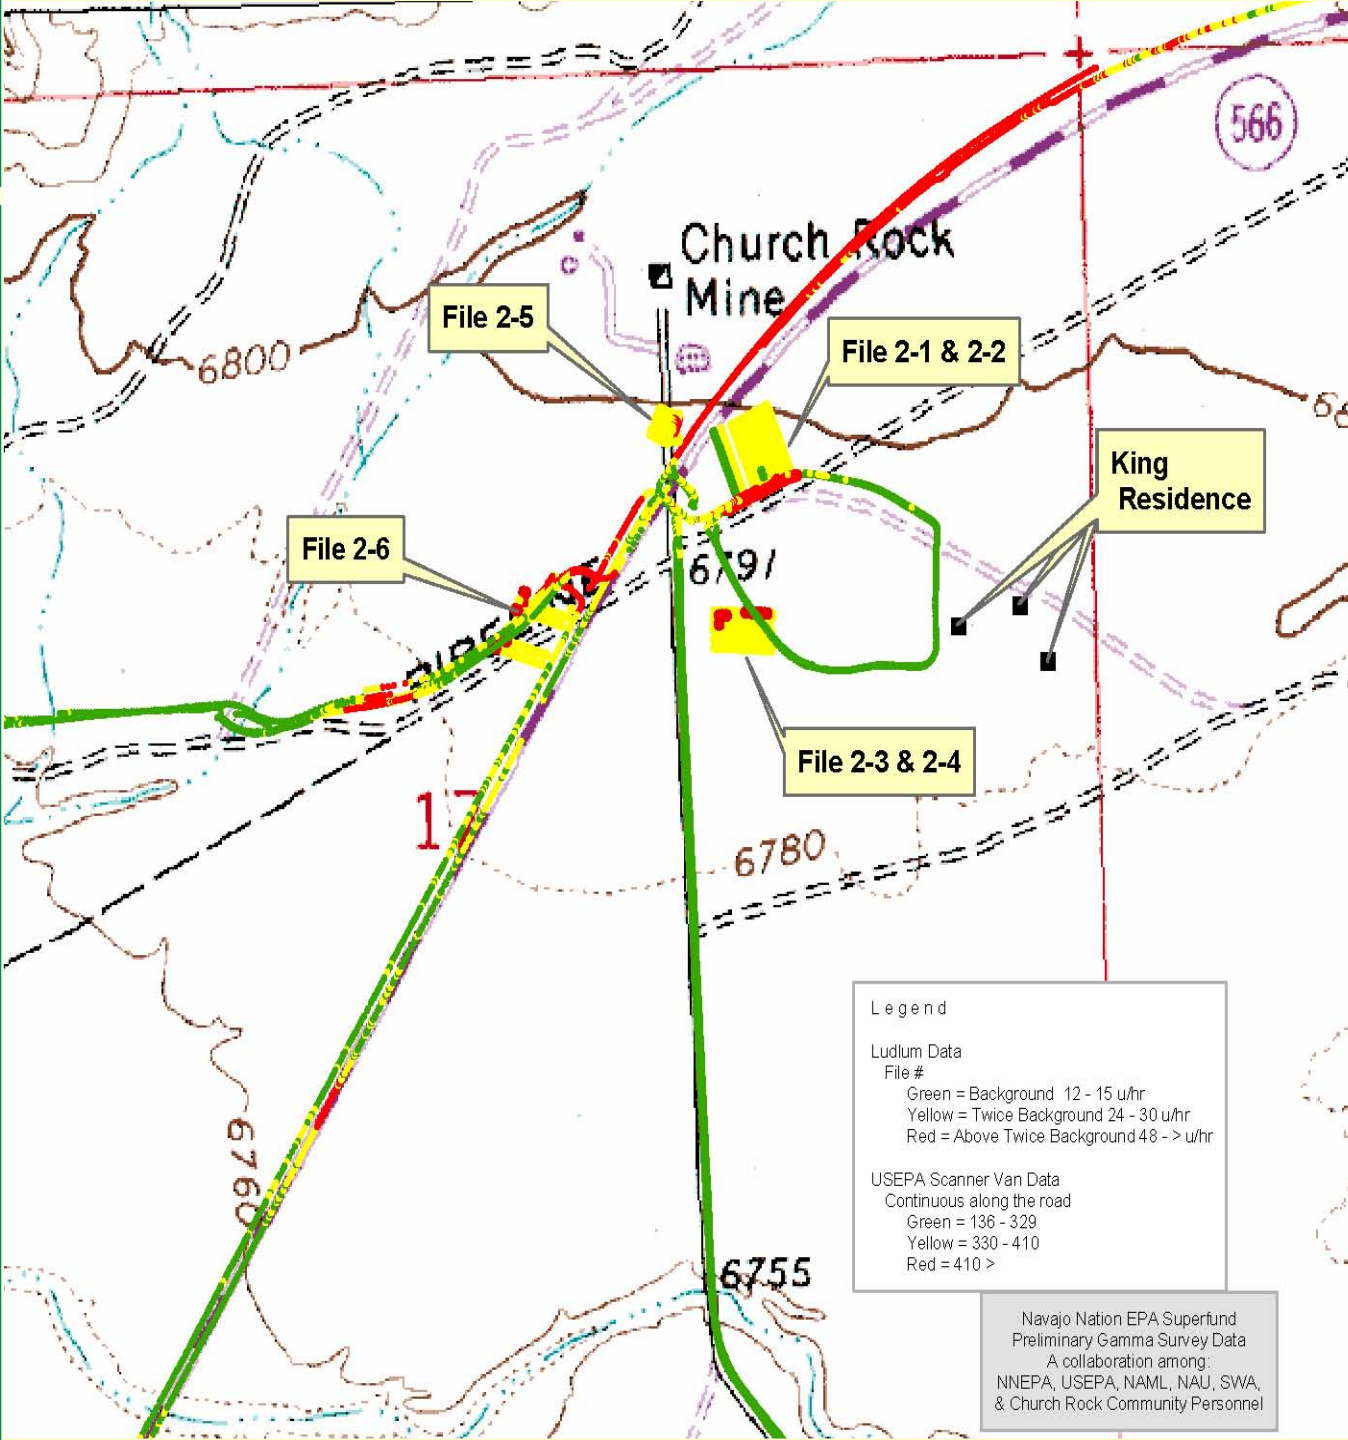 566
Church Rock
Mine
File 2-5
File 2-1 & 2-2
6800
King
Residence
File 2-6
6791
File 2-3 & 2-4
6780
6760
6755
Legend
Ludlum Data
File #
Green = Background 12 - 15 u/hr
Yellow = Twice Background 24 - 30 u/hr
Red = Above Twice Background 48 - > u/hr
USEPA Scanner Van Data
Continuous along the road
Green = 136 - 329
Yellow = 330 - 410
Red = 410 >
Navajo Nation EPA Superfund
Preliminary Gamma Survey Data
A collaboration among:
NNEPA, USEPA, NAML, NAU, SWA,
& Church Rock Community Personnel